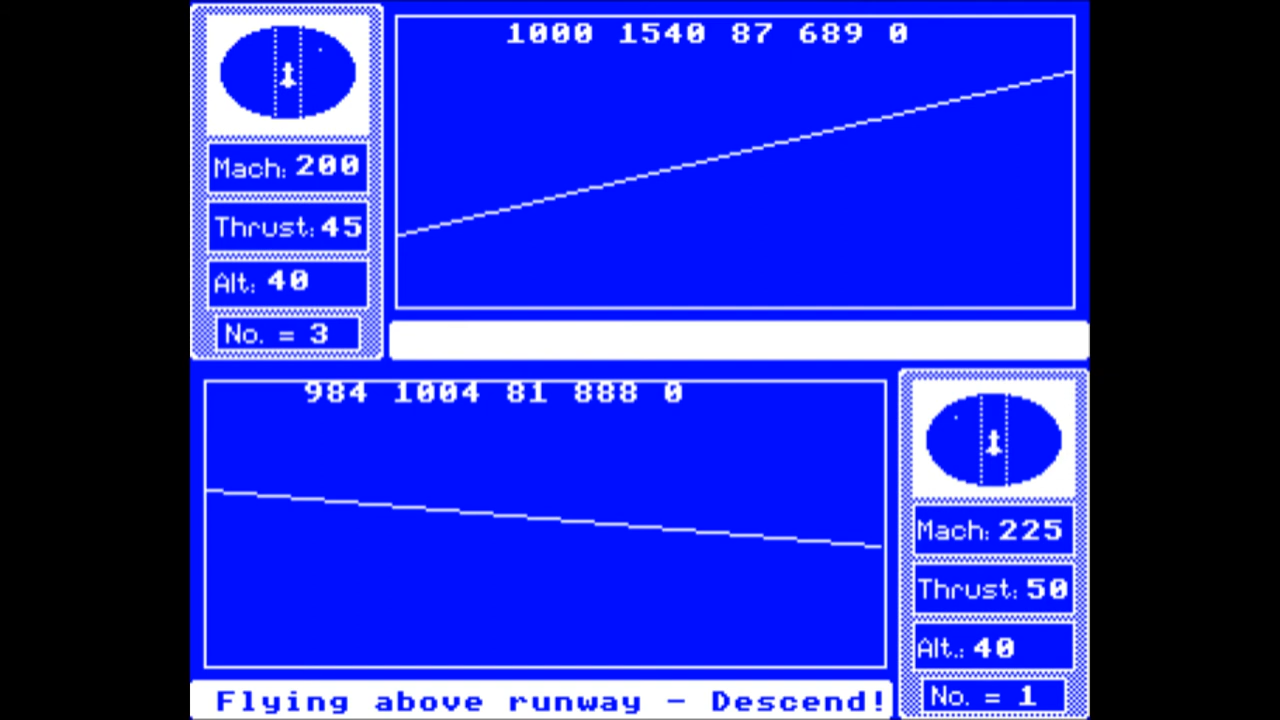 1000 1540 87 689 0
Mach: 200
Thrust: 45
Alt: 40
No. = 3
984 1004 81 888 0
Mach: 225
Thrust: 50
Alt.: 40
No. = 1
Flying above runway - Descend!